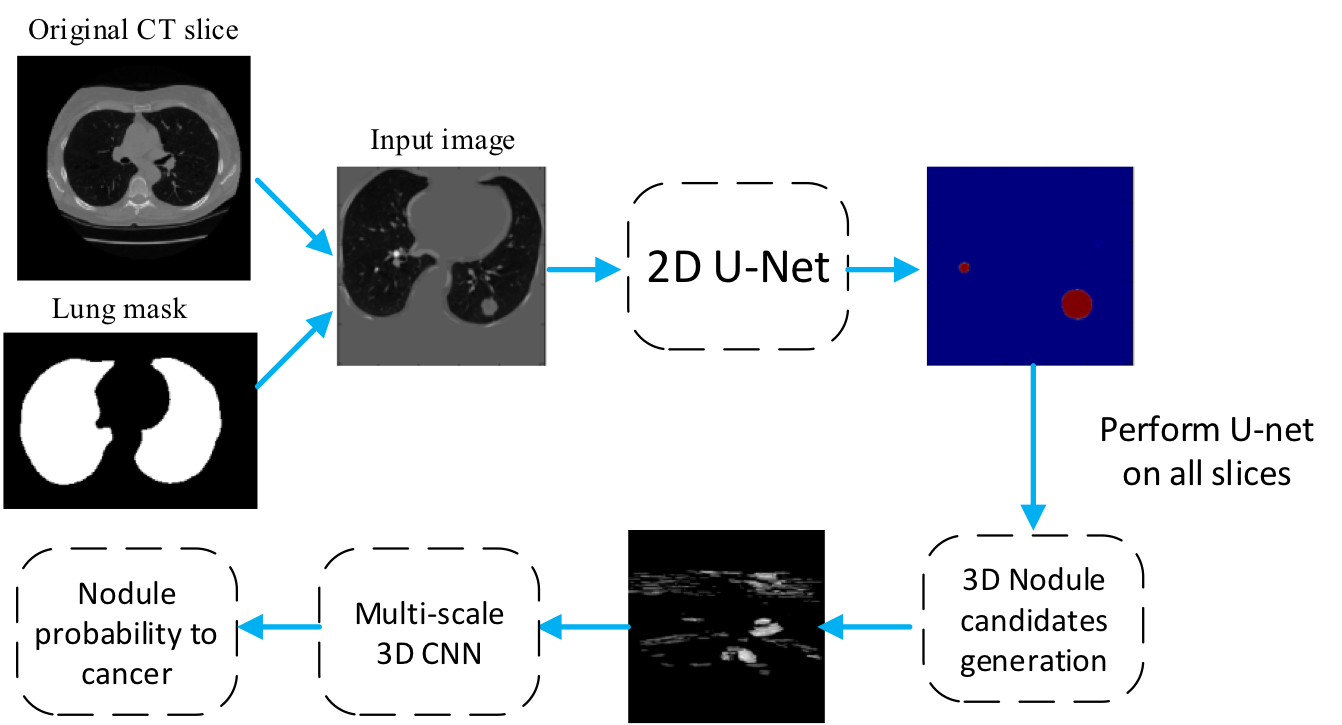 Original CT slice
Input image
Lung mask
2D U-Net
Perform U-net
on all slices
3D Nodule
candidates
generation
Multi-scale
3D CNN
Nodule
probability to
cancer